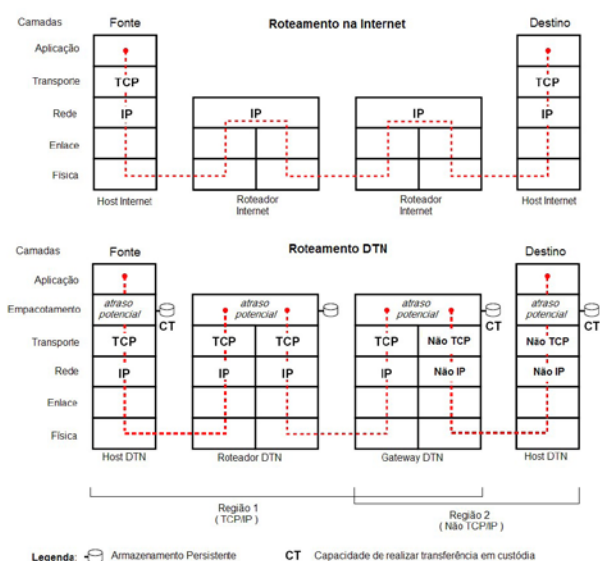 Camadas Fonte Roteamento na Internet Destino
Aplicação
Transporte TCP TCP
Rede IP IP IP IP
Enlace
Física
Host Internet Roteador Internet Roteador Internet Host Internet
Camadas Fonte Roteamento DTN Destino
Aplicação
Empacotamento atraso potencial CT atraso potencial atraso potencial CT atraso potencial CT
Transporte TCP TCP TCP TCP Não TCP Não TCP
Rede IP IP IP IP Não IP Não IP
Enlace
Física
Host DTN Roteador DTN Gateway DTN Host DTN
Região 1
( TCP/IP )
Região 2
( Não TCP/IP )
Legenda: Armazenamento Persistente CT Capacidade de realizar transferência em custódia